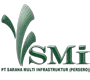 SMi
PT SARANA MULTI INFRASTRUKTUR (PERSERO)